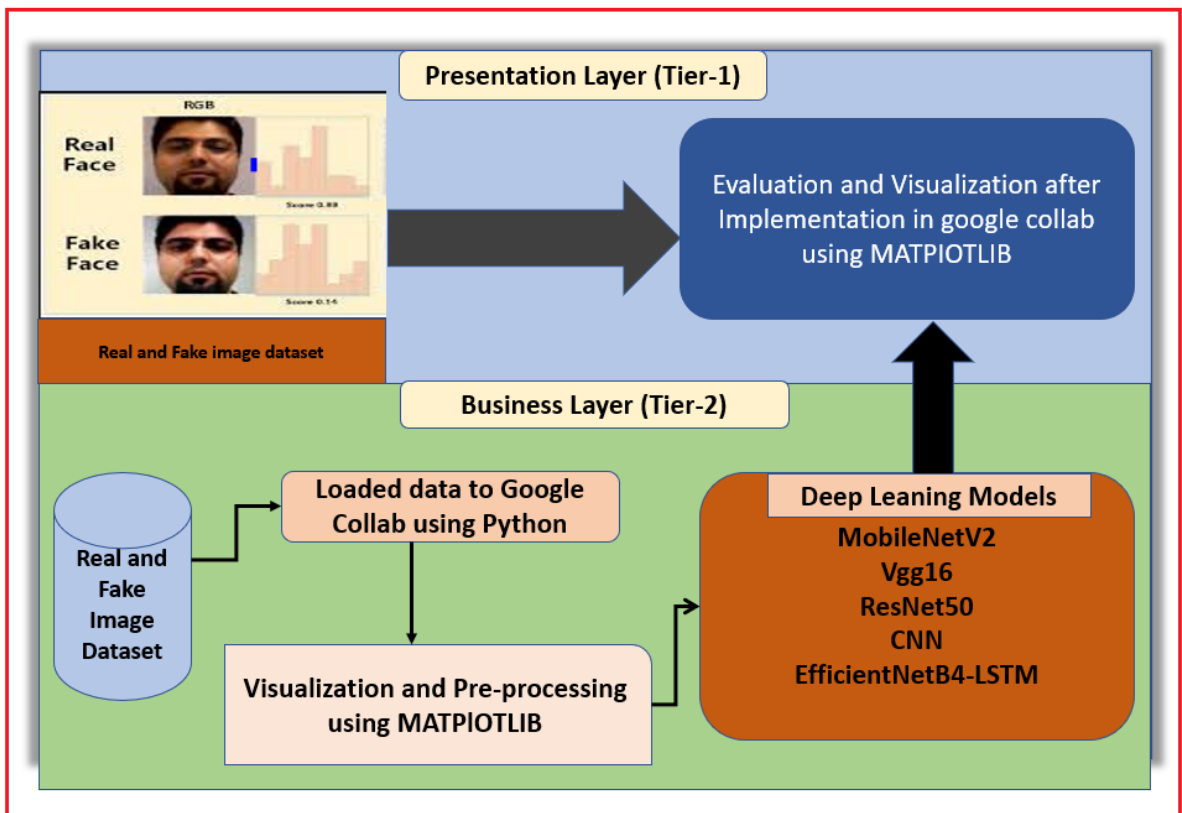 Presentation Layer (Tier-1)
RGB
Real
Face
Score 0.89
Fake
Face
Score 0.14
Real and Fake image dataset
Evaluation and Visualization after
Implementation in google collab
using MATPIOTLIB
Business Layer (Tier-2)
Real and
Fake
Image
Dataset
Loaded data to Google
Collab using Python
Visualization and Pre-processing
using MATPlOTLIB
Deep Leaning Models
MobileNetV2
Vgg16
ResNet50
CNN
EfficientNetB4-LSTM